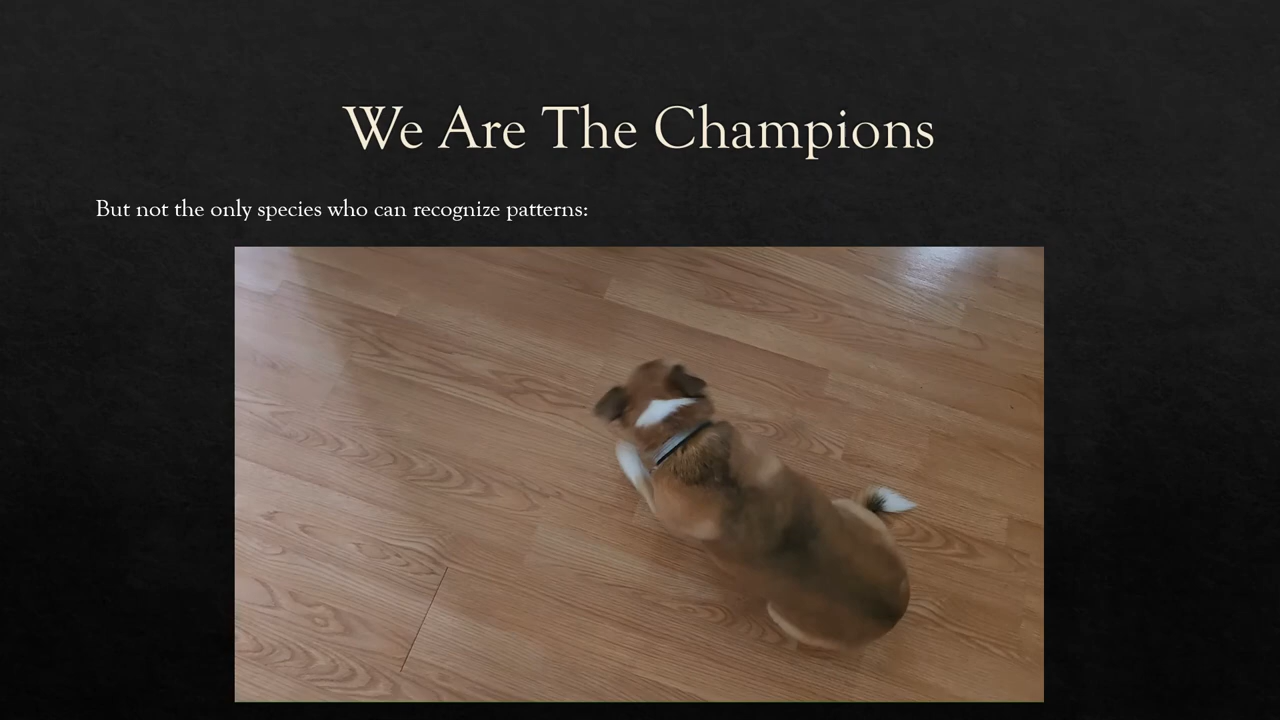 We Are The Champions
But not the only species who can recognize patterns: